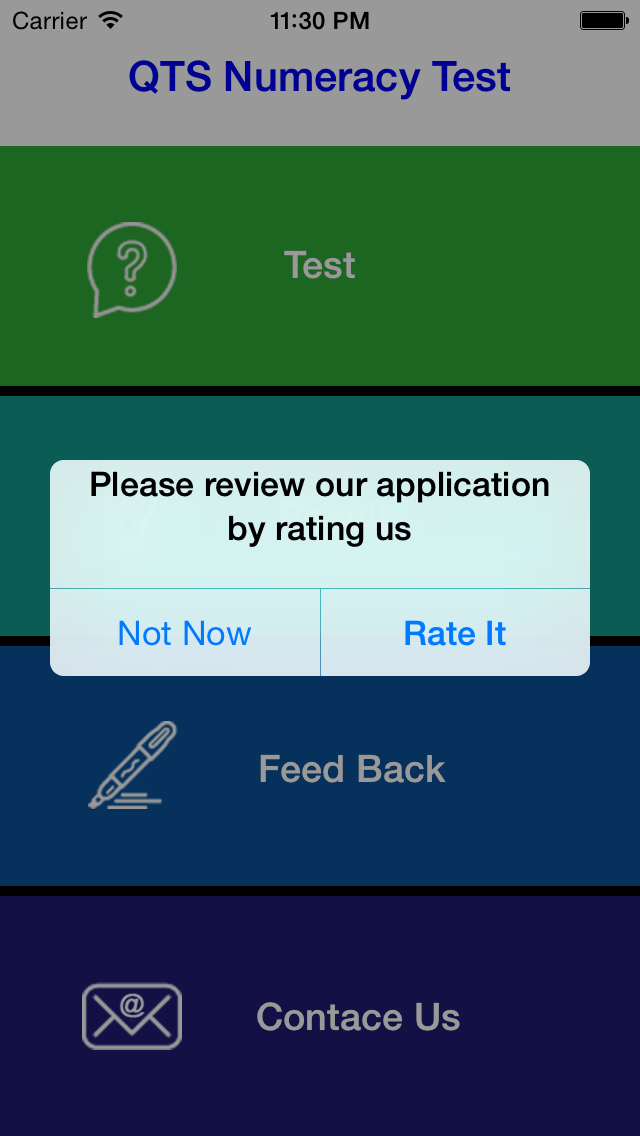 Carrier 11:30 PM
QTS Numeracy Test
Test
Please review our application
by rating us
Not Now Rate It
Feed Back
@
Contace Us